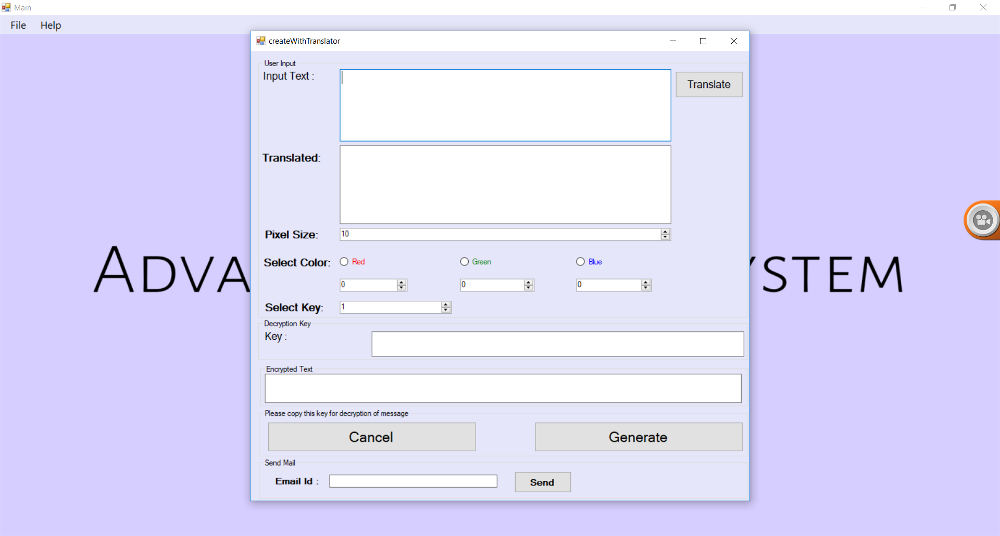 Main
File Help
createWithTranslator
User Input
Input Text :
Translate
Translated:
Pixel Size: 10
Select Color: Red Green Blue
0 0 0
Select Key: 1
Decryption Key
Key :
Encrypted Text
ADVA STEM
Please copy this key for decryption of message
Cancel Generate
Send Mail
Email Id : Send